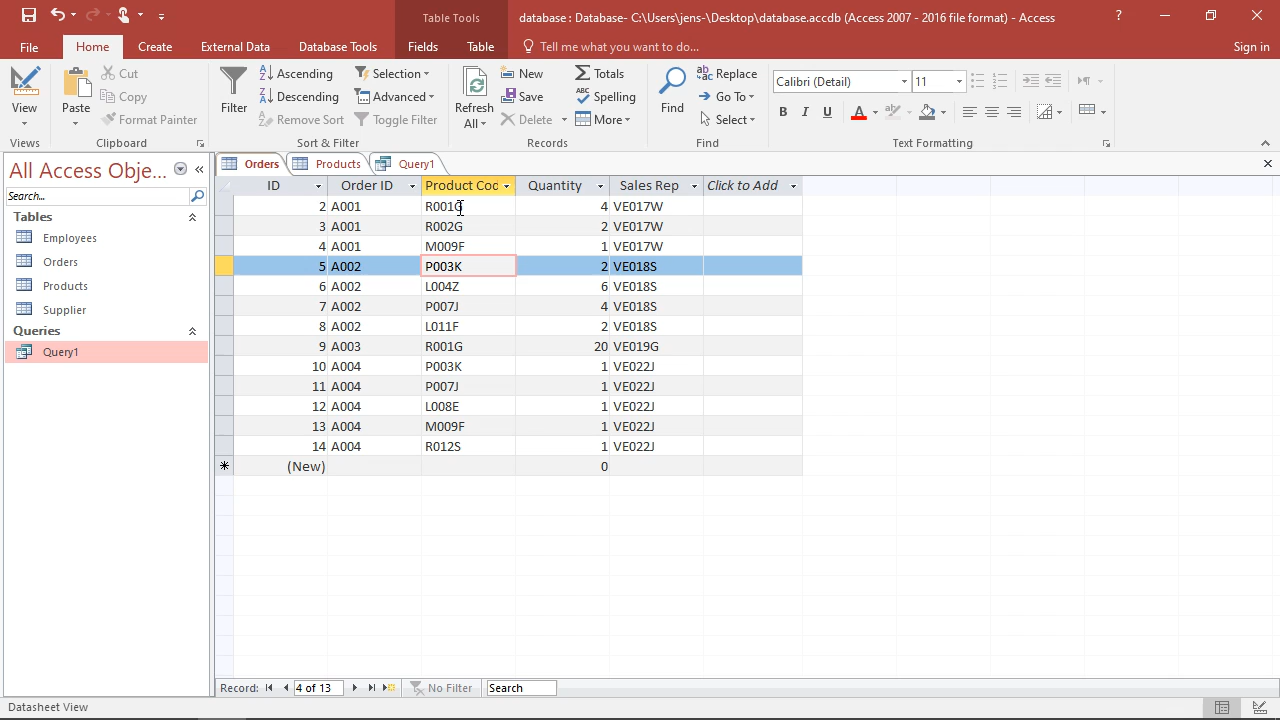 Table Tools
database : Database- C:\Users\jens-\Desktop\database.accdb (Access 2007 - 2016 file format) - Access
?
File Home Create External Data Database Tools Fields Table Tell me what you want to do... Sign in
View
Views
Paste
Cut
Copy
Format Painter
Clipboard
Filter
Ascending
Descending
Remove Sort
Selection
Advanced
Toggle Filter
Sort & Filter
Refresh
All
New
Save
Delete
Totals
Spelling
More
Records
Find
Replace
Go To
Select
Find
Calibri (Detail) 11
B I U A ab
Text Formatting
All Access Obje...
Search...
Tables
Employees
Orders
Products
Supplier
Queries
Query1
Orders Products Query1
ID Order ID Product Cod Quantity Sales Rep Click to Add
2 A001 R001G 4 VE017W
3 A001 R002G 2 VE017W
4 A001 M009F 1 VE017W
5 A002 P003K 2 VE018S
6 A002 L004Z 6 VE018S
7 A002 P007J 4 VE018S
8 A002 L011F 2 VE018S
9 A003 R001G 20 VE019G
10 A004 P003K 1 VE022J
11 A004 P007J 1 VE022J
12 A004 L008E 1 VE022J
13 A004 M009F 1 VE022J
14 A004 R012S 1 VE022J
(New) 0
Record: 4 of 13 No Filter Search
Datasheet View